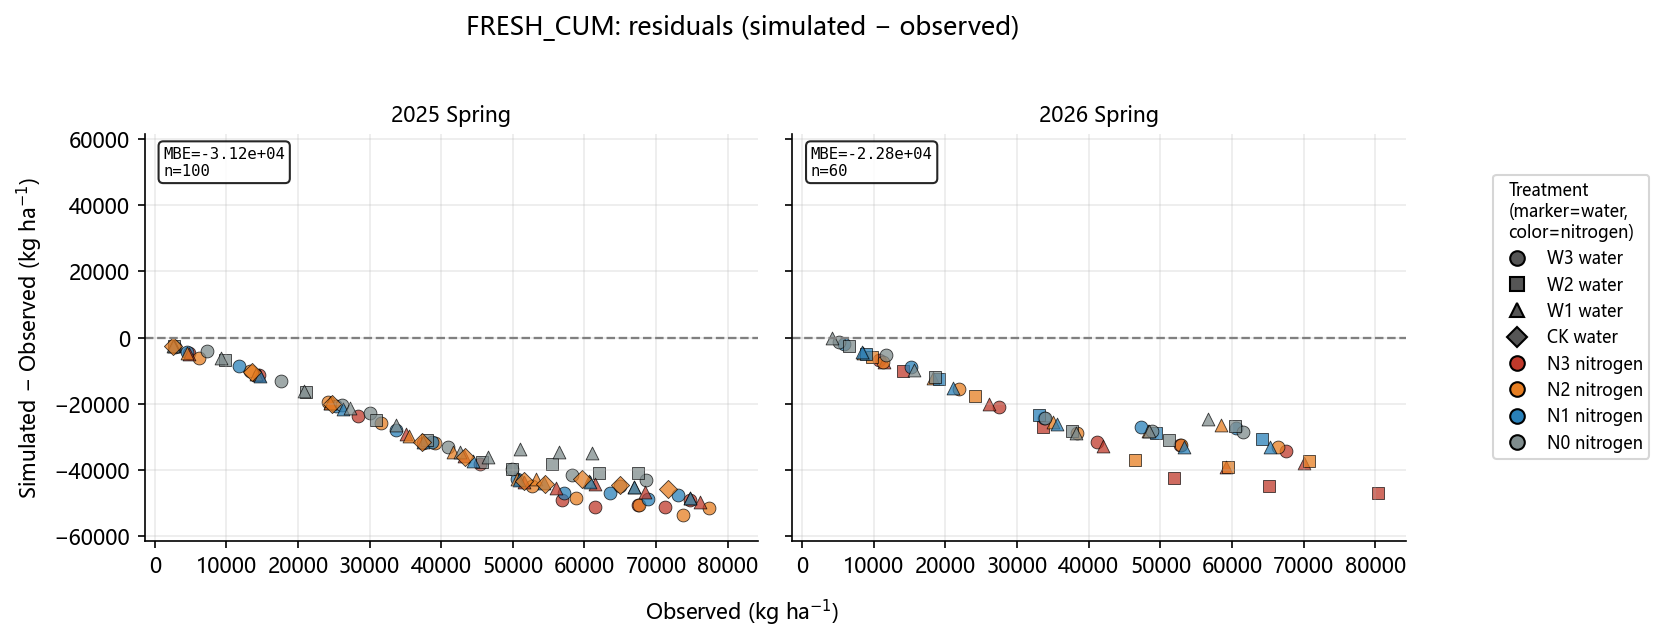 FRESH_CUM: residuals (simulated − observed)
2025 Spring
2026 Spring
Simulated − Observed (kg ha⁻¹)
60000
40000
20000
0
−20000
−40000
−60000
MBE=-3.12e+04
n=100
MBE=-2.28e+04
n=60
0 10000 20000 30000 40000 50000 60000 70000 80000
0 10000 20000 30000 40000 50000 60000 70000 80000
Observed (kg ha⁻¹)
Treatment
(marker=water,
color=nitrogen)
W3 water
W2 water
W1 water
CK water
N3 nitrogen
N2 nitrogen
N1 nitrogen
N0 nitrogen